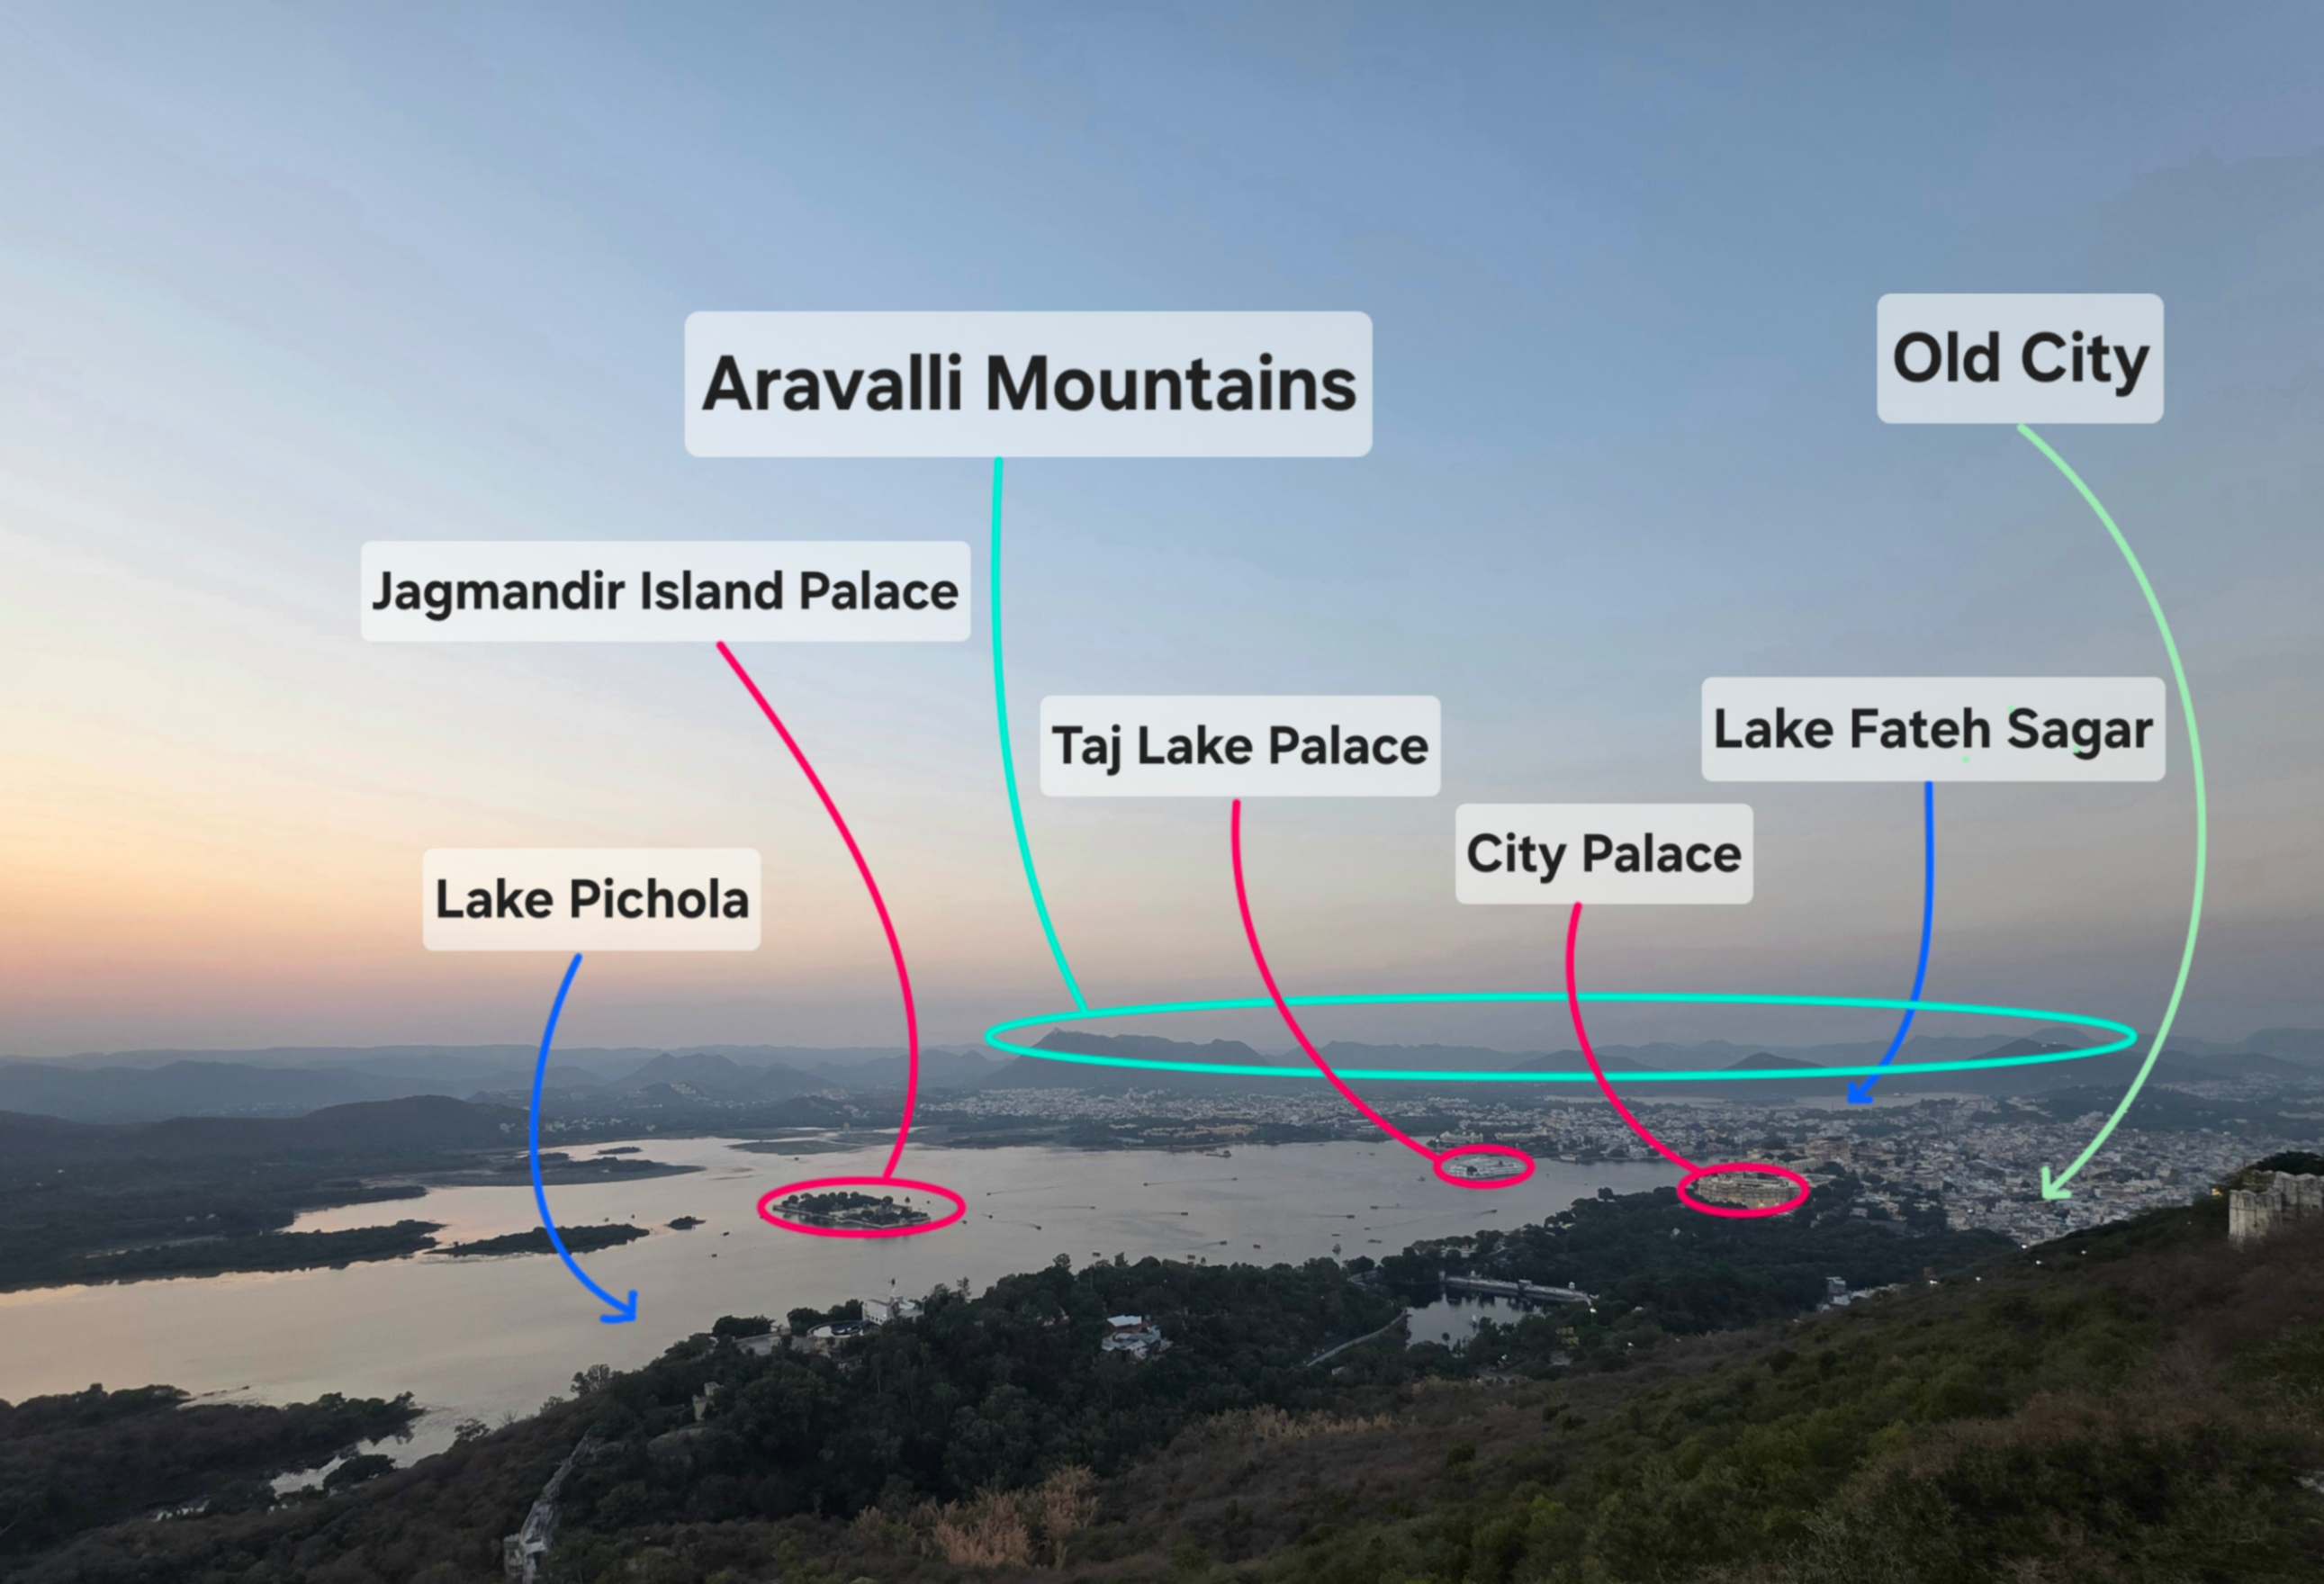 Aravalli Mountains
Old City
Jagmandir Island Palace
Taj Lake Palace
Lake Fateh Sagar
City Palace
Lake Pichola